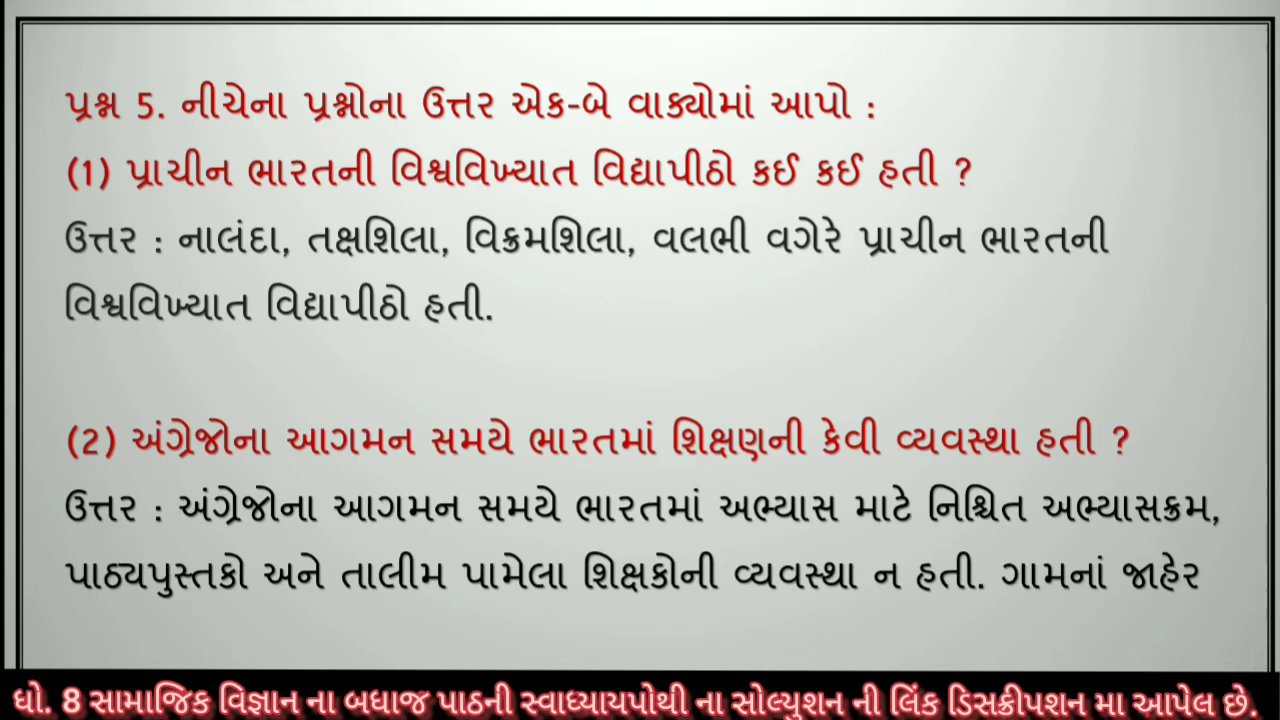 પ્રશ્ન 5. નીચેના પ્રશ્નોના ઉત્તર એક-બે વાક્યોમાં આપો :
(1) પ્રાચીન ભારતની વિશ્વવિખ્યાત વિદ્યાપીઠો કઈ કઈ હતી ?
ઉત્તર : નાલંદા, તક્ષશિલા, વિક્રમશિલા, વલભી વગેરે પ્રાચીન ભારતની
વિશ્વવિખ્યાત વિદ્યાપીઠો હતી.
(2) અંગ્રેજોના આગમન સમયે ભારતમાં શિક્ષણની કેવી વ્યવસ્થા હતી ?
ઉત્તર : અંગ્રેજોના આગમન સમયે ભારતમાં અભ્યાસ માટે નિશ્ચિત અભ્યાસક્રમ,
પાઠ્યપુસ્તકો અને તાલીમ પામેલા શિક્ષકોની વ્યવસ્થા ન હતી. ગામનાં જાહેર
ધો. 8 સામાજિક વિજ્ઞાન ના બધાજ પાઠની સ્વાધ્યાયપોથી ના સોલ્યુશન ની લિંક ડિસક્રીપશન મા આપેલ છે.